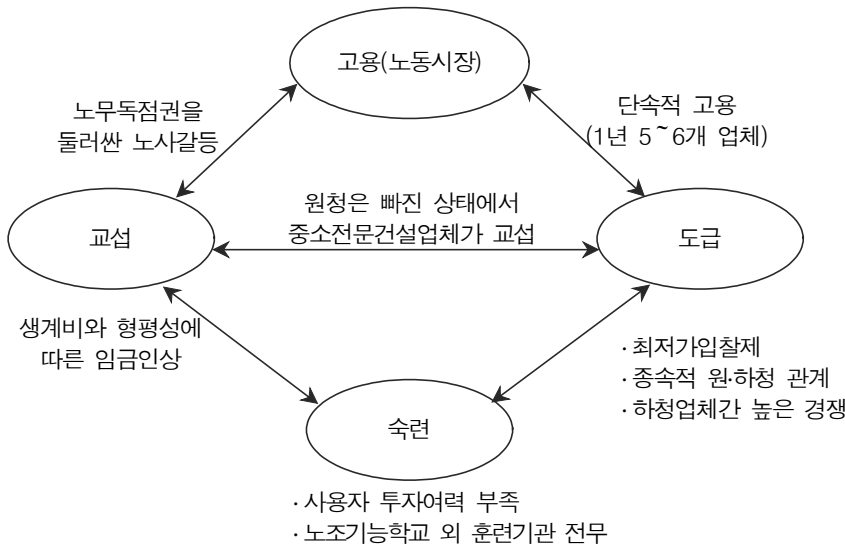 고용(노동시장)
노무독점권을
둘러싼 노사갈등
단속적 고용
(1년 5~6개 업체)
원청은 빠진 상태에서
중소전문건설업체가 교섭
교섭
도급
생계비와 형평성에
따른 임금인상
· 최저가입찰제
· 종속적 원·하청 관계
· 하청업체간 높은 경쟁
숙련
· 사용자 투자여력 부족
· 노조기능학교 외 훈련기관 전무